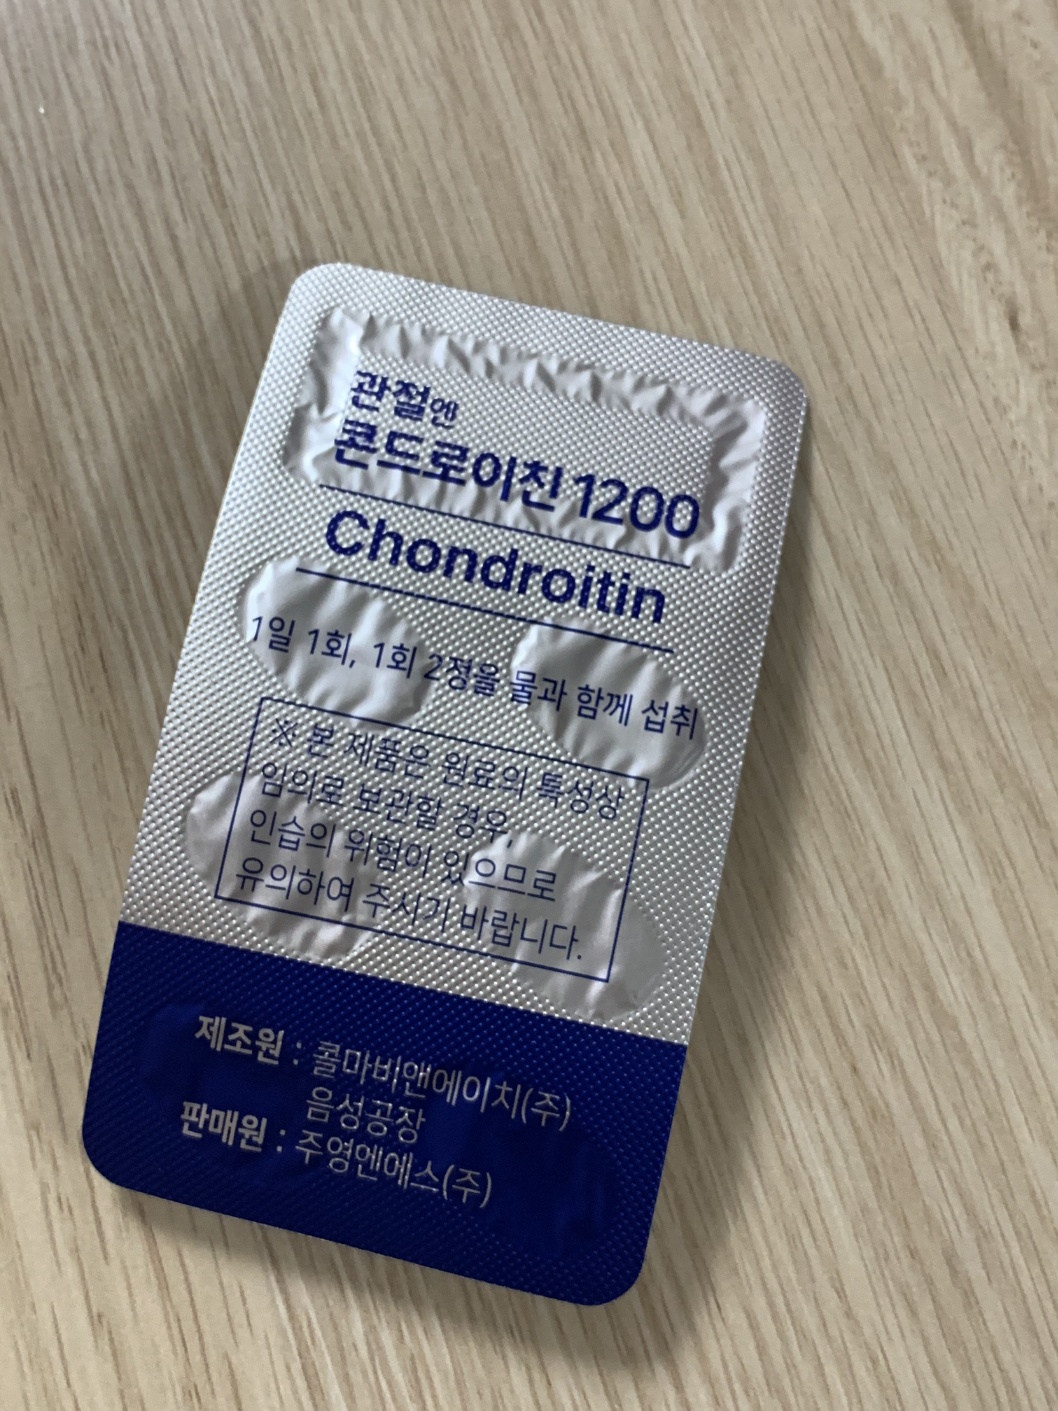 관절엔
콘드로이친 1200
Chondroitin
1일 1회, 1회 2정을 물과 함께 섭취
※ 본 제품은 원료의 특성상
임의로 보관할 경우,
인습의 위험이 있으므로
유의하여 주시기 바랍니다.
제조원 : 콜마비앤에이치(주)
음성공장
판매원 : 주영엔에스(주)